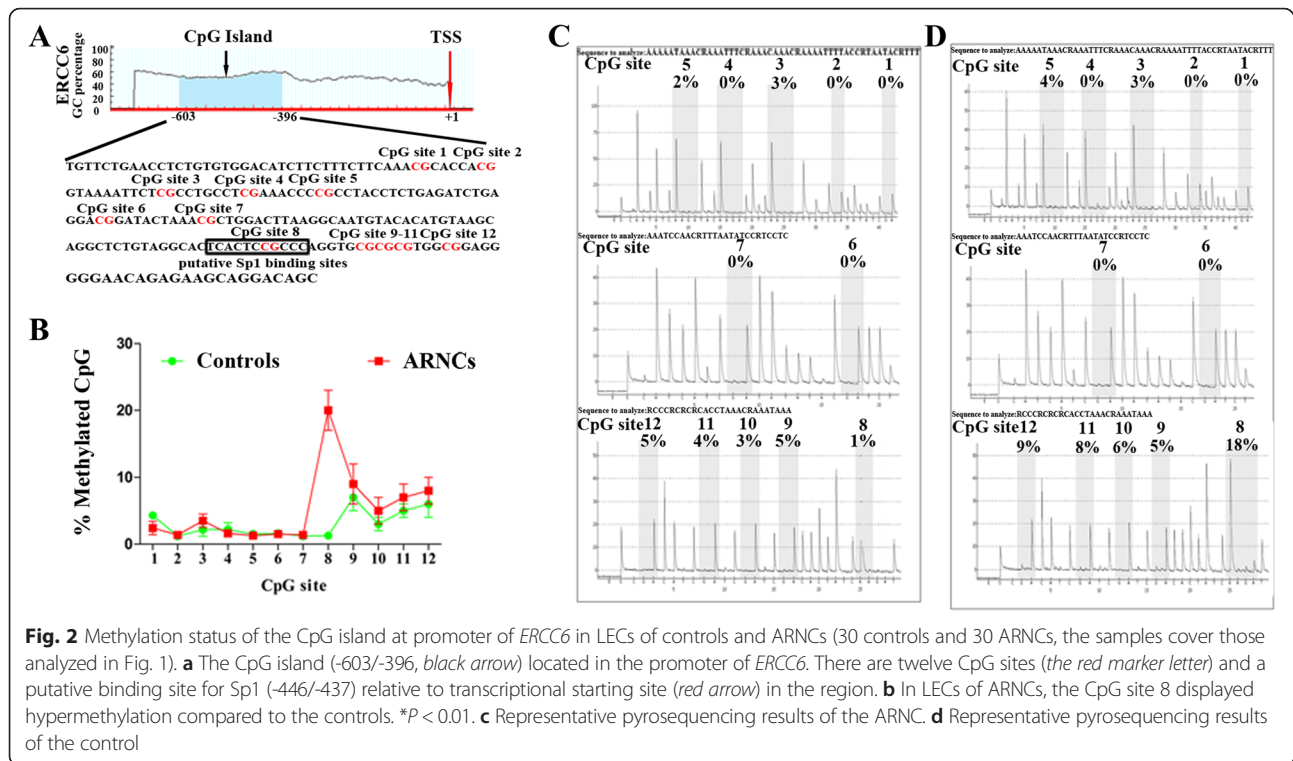 A
CpG Island
TSS
ERCC6
GC percentage
100
80
60
40
20
0
-603
-396
+1
CpG site 1 CpG site 2
TGTTCTGAACCTCTGTGTGGACATCTTCTTTCTTCAAACGCACCACG
CpG site 3 CpG site 4 CpG site 5
GTAAAATTCTCGCCTGCCTCGAAACCCCGCCTACCTCTGAGATCTGA
CpG site 6 CpG site 7
GGACGGATACTAAACGCTGGACTTAAGGCAATGTACACATGTAAGC
CpG site 8 CpG site 9-11 CpG site 12
AGGCTCTGTAGGCACTCACTCCGCCCAGGTGCGCGCGTGGCGGAGG
putative Sp1 binding sites
GGGAACAGAGAAGCAGGACAGC
B
Controls
ARNCs
% Methylated CpG
30
20
10
0
1 2 3 4 5 6 7 8 9 10 11 12
CpG site
C
Sequence to analyze:AAAAATAAACRAAATTTCRAAACAAACRAAAATTTTACCRTAATACRTTT
CpG site 5 4 3 2 1
2% 0% 3% 0% 0%
Sequence to analyze:AAATCCAACRTTTAATATCCRTCCTC
CpG site 7 6
0% 0%
Sequence to analyze:RCCCRCRCRCACCTAAACRAAATAAA
CpG site12 11 10 9 8
5% 4% 3% 5% 1%
D
Sequence to analyze:AAAAATAAACRAAATTTCRAAACAAACRAAAATTTTACCRTAATACRTTT
CpG site 5 4 3 2 1
4% 0% 3% 0% 0%
Sequence to analyze:AAATCCAACRTTTAATATCCRTCCTC
CpG site 7 6
0% 0%
Sequence to analyze:RCCCRCRCRCACCTAAACRAAATAAA
CpG site12 11 10 9 8
9% 8% 6% 5% 18%
Fig. 2 Methylation status of the CpG island at promoter of ERCC6 in LECs of controls and ARNCs (30 controls and 30 ARNCs, the samples cover those
analyzed in Fig. 1). a The CpG island (-603/-396, black arrow) located in the promoter of ERCC6. There are twelve CpG sites (the red marker letter) and a
putative binding site for Sp1 (-446/-437) relative to transcriptional starting site (red arrow) in the region. b In LECs of ARNCs, the CpG site 8 displayed
hypermethylation compared to the controls. *P < 0.01. c Representative pyrosequencing results of the ARNC. d Representative pyrosequencing results
of the control